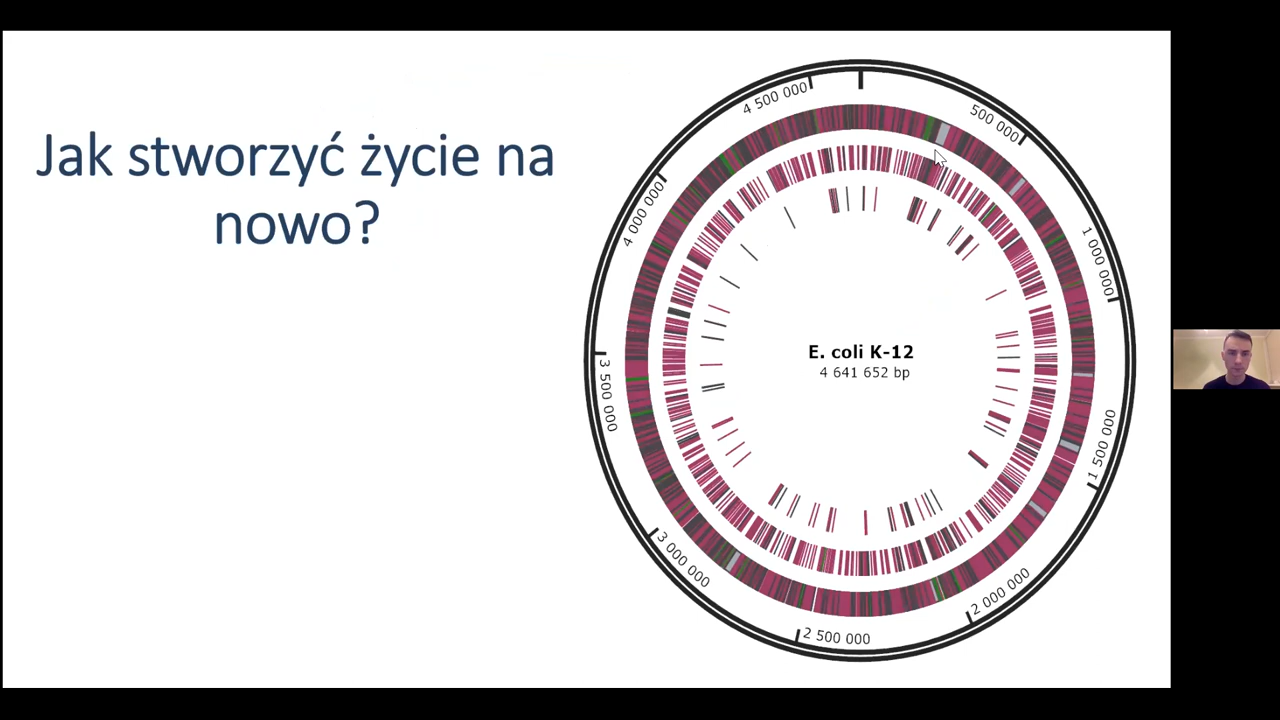 Jak stworzyć życie na
nowo?
4 500 000
500 000
4 000 000
1 000 000
E. coli K-12
4 641 652 bp
3 500 000
1 500 000
3 000 000
2 000 000
2 500 000